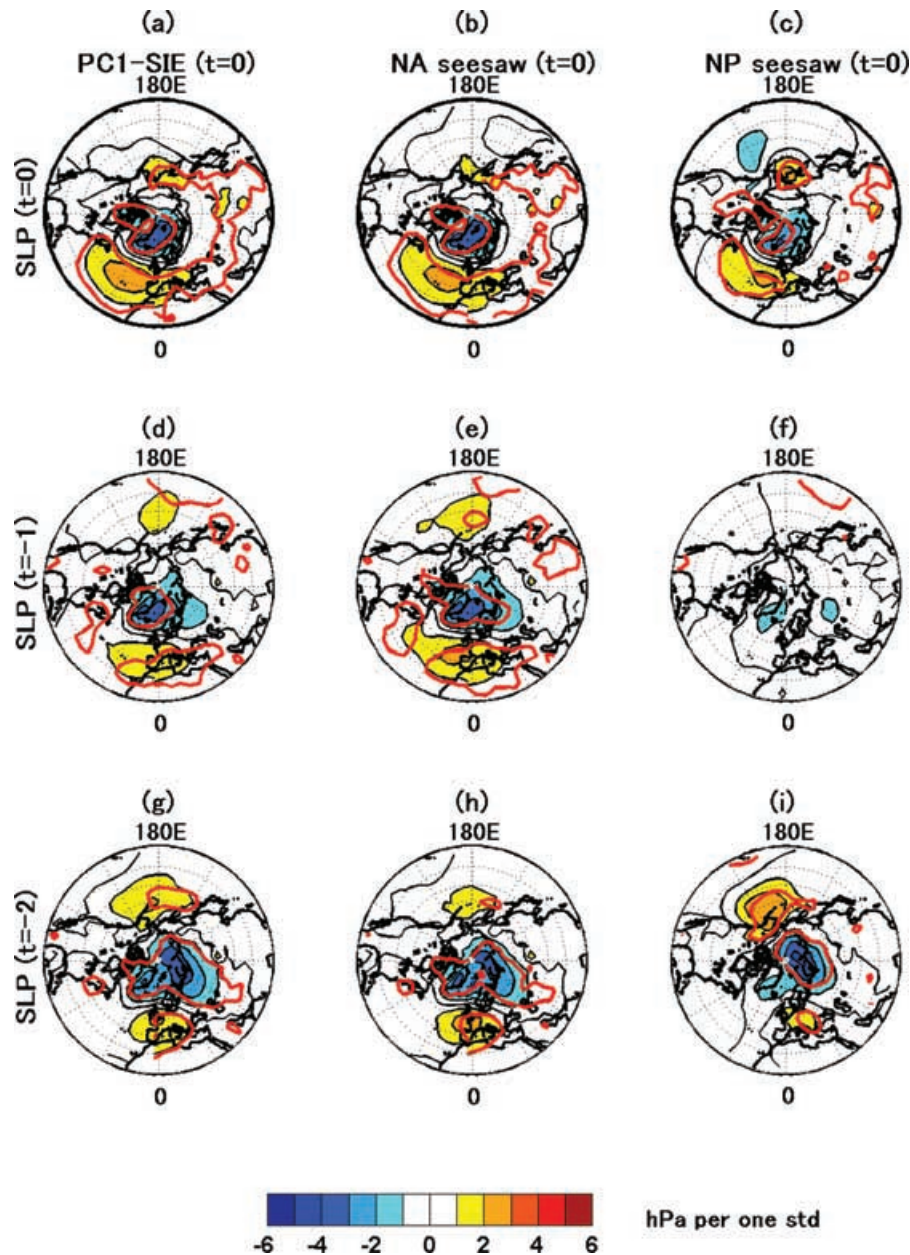 (a) (b) (c)
PC1-SIE (t=0) NA seesaw (t=0) NP seesaw (t=0)
180E 180E 180E
SLP (t=0)
0 0 0
(d) (e) (f)
180E 180E 180E
SLP (t=-1)
0 0 0
(g) (h) (i)
180E 180E 180E
SLP (t=-2)
0 0 0
hPa per one std
-6 -4 -2 0 2 4 6